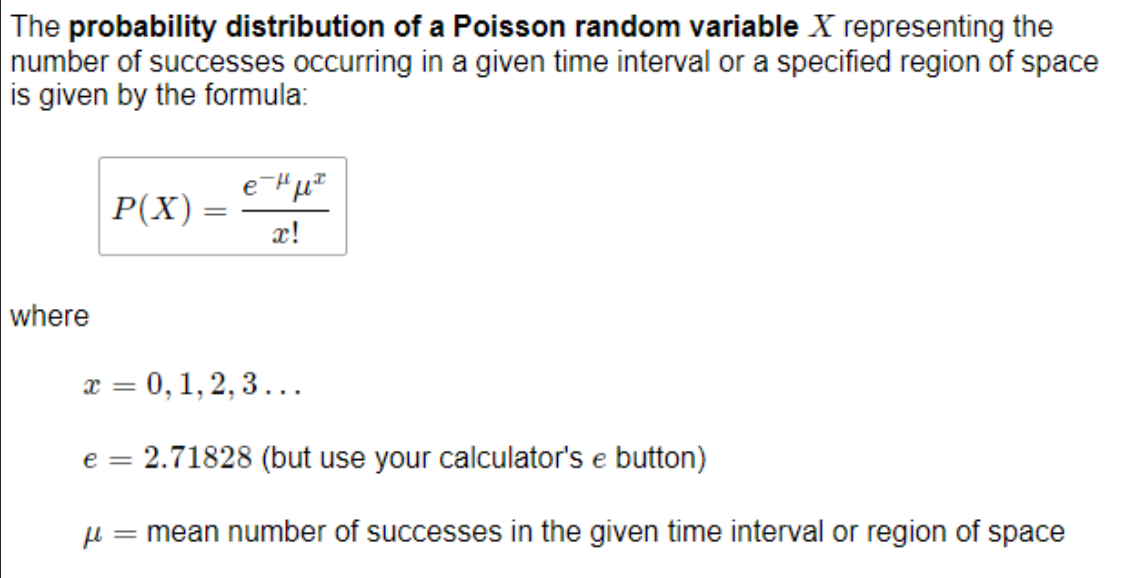 The probability distribution of a Poisson random variable X representing the
number of successes occurring in a given time interval or a specified region of space
is given by the formula:
P(X) = \frac{e^{-μ} μ^x}{x!}
where
x = 0, 1, 2, 3 . . .
e = 2.71828 (but use your calculator's e button)
μ = mean number of successes in the given time interval or region of space